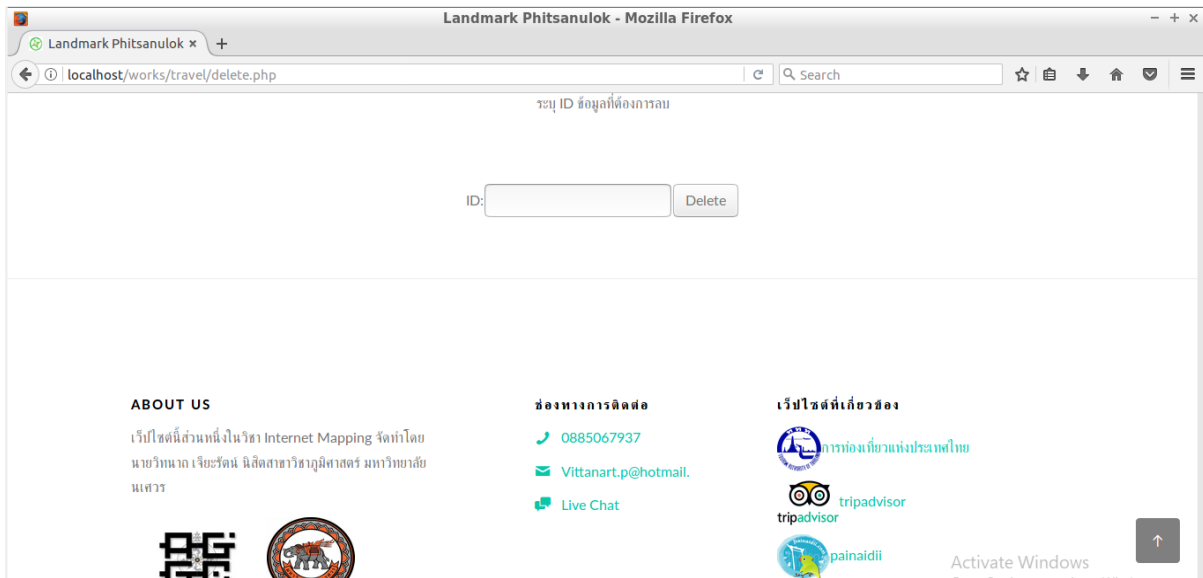 Landmark Phitsanulok - Mozilla Firefox
Landmark Phitsanulok
localhost/works/travel/delete.php
Search
ระบุ ID ข้อมูลที่ต้องการลบ
ID:
Delete
ABOUT US
เว็ปไซต์นี้ส่วนหนึ่งในวิชา Internet Mapping จัดทำโดย
นายวิทนาถ เจียะรัตน์ นิสิตสาขาวิชาภูมิศาสตร์ มหาวิทยาลัย
นเศวร
ช่องทางการติดต่อ
0885067937
Vittanart.p@hotmail.
Live Chat
เว็ปไซต์ที่เกี่ยวข้อง
การท่องเที่ยวแห่งประเทศไทย
tripadvisor
tripadvisor
painaidii
Activate Windows